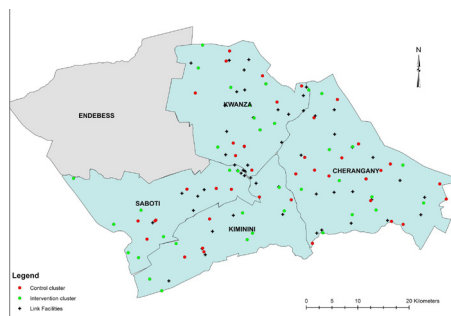 N
ENDEBESS
KWANZA
CHERANGANY
SABOTI
KIMININI
Legend
Control cluster
Intervention cluster
Link Facilities
0 2.5 5 10 15 20 Kilometers